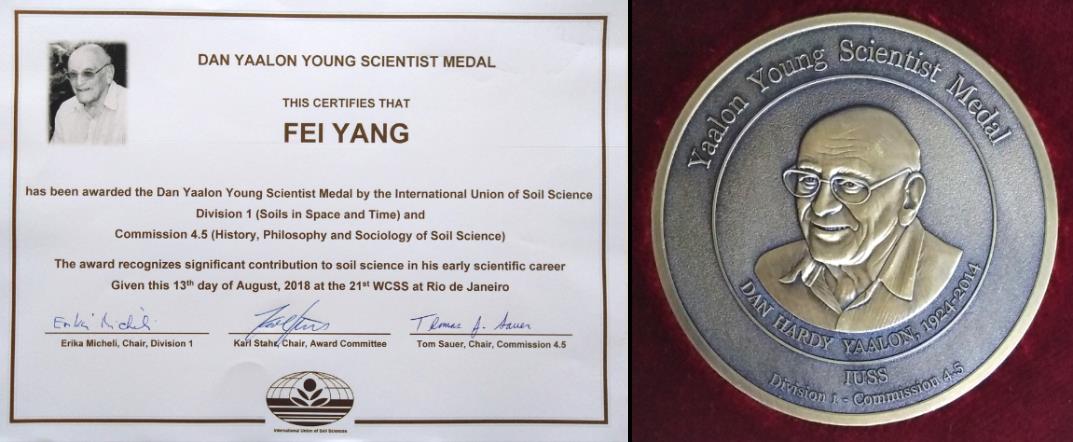 DAN YAALON YOUNG SCIENTIST MEDAL
THIS CERTIFIES THAT
FEI YANG
has been awarded the Dan Yaalon Young Scientist Medal by the International Union of Soil Science
Division 1 (Soils in Space and Time) and
Commission 4.5 (History, Philosophy and Sociology of Soil Science)
The award recognizes significant contribution to soil science in his early scientific career
Given this 13th day of August, 2018 at the 21st WCSS at Rio de Janeiro
Erika Micheli
Thomas J. Sauer
Erika Micheli, Chair, Division 1
Karl Stahr, Chair, Award Committee
Tom Sauer, Chair, Commission 4.5
International Union of Soil Sciences
Yaalon Young Scientist Medal
DAN HARDY YAALON, 1924-2014
IUSS
Division 1 - Commission 4.5